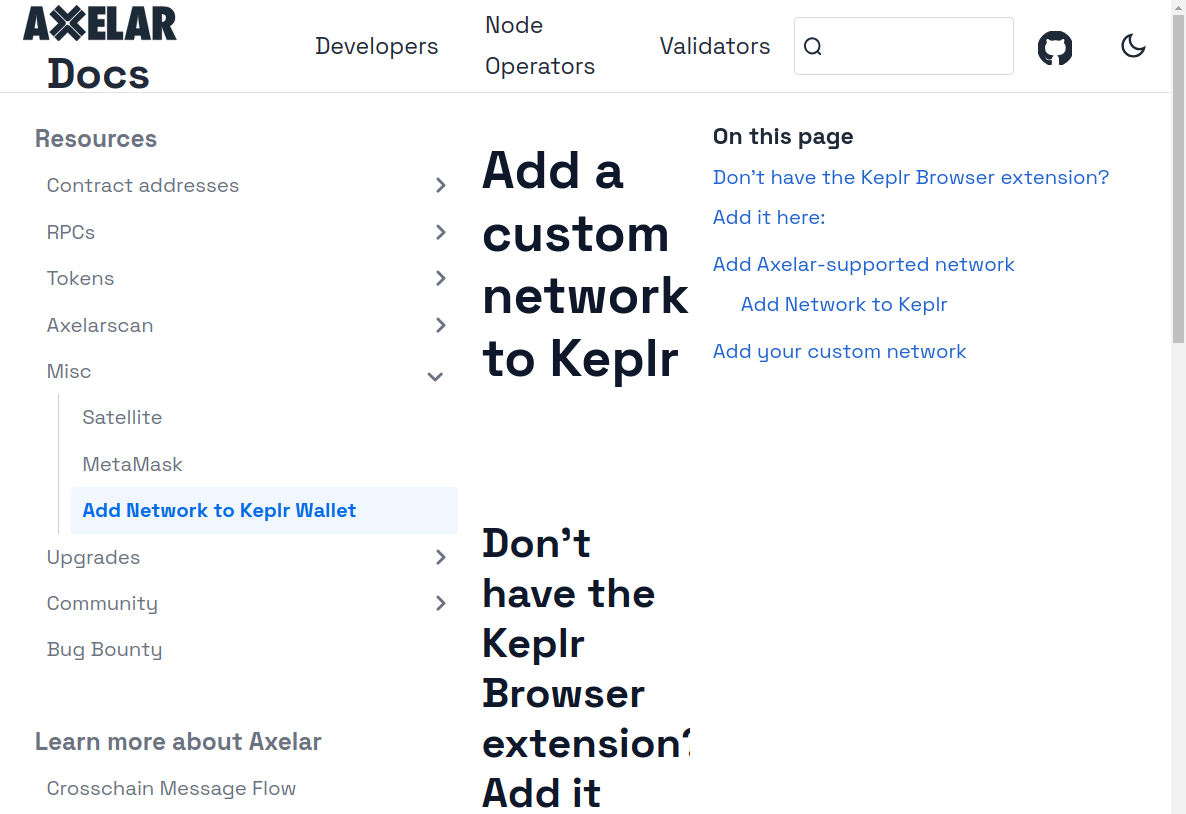 AXELAR
Docs
Developers
Node
Operators
Validators
Resources
Contract addresses
RPCs
Tokens
Axelarscan
Misc
Satellite
MetaMask
Add Network to Keplr Wallet
Upgrades
Community
Bug Bounty
Learn more about Axelar
Crosschain Message Flow
Add a
custom
network
to Keplr
Don’t
have the
Keplr
Browser
extension?
Add it
On this page
Don’t have the Keplr Browser extension?
Add it here:
Add Axelar-supported network
Add Network to Keplr
Add your custom network